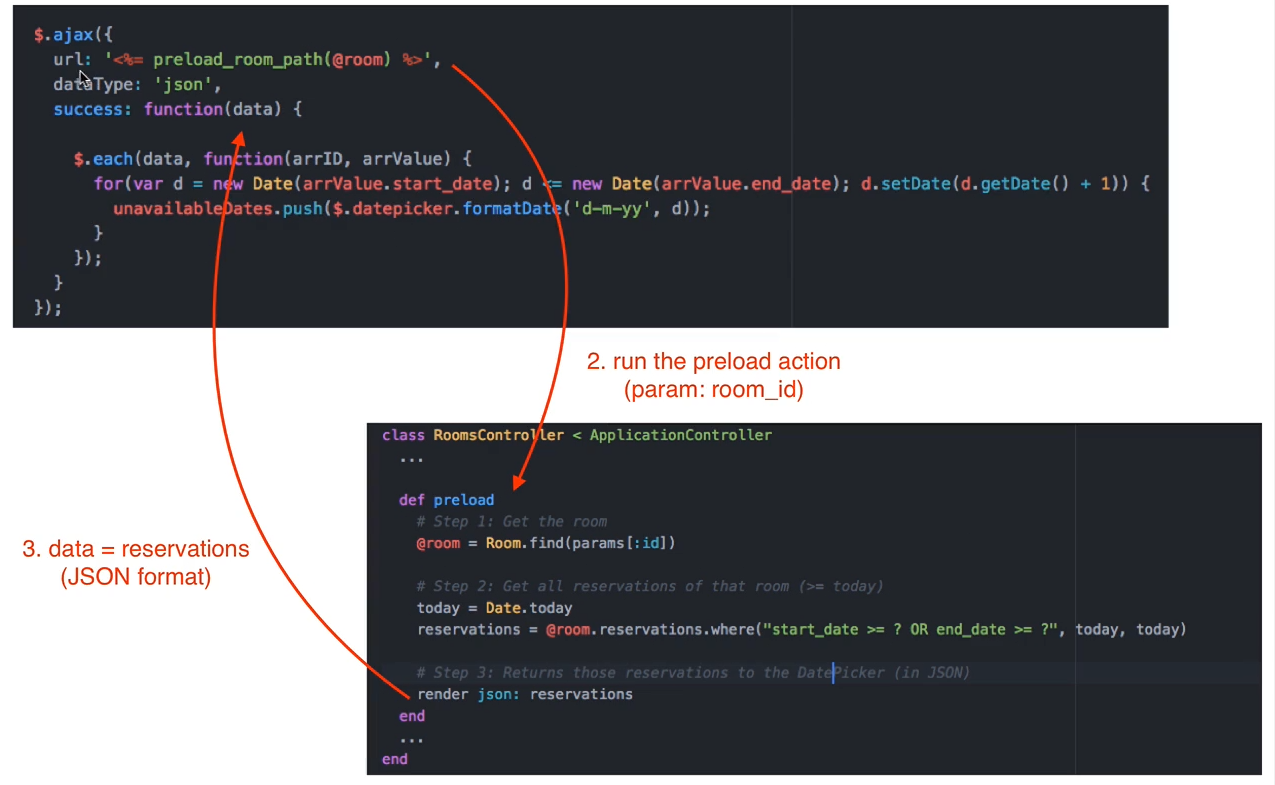 $.ajax({
url: '<%= preload_room_path(@room) %>',
dataType: 'json',
success: function(data) {
$.each(data, function(arrID, arrValue) {
for(var d = new Date(arrValue.start_date); d <= new Date(arrValue.end_date); d.setDate(d.getDate() + 1)) {
unavailableDates.push($.datepicker.formatDate('d-m-yy', d));
}
});
}
});
2. run the preload action
(param: room_id)
class RoomsController < ApplicationController
...
def preload
# Step 1: Get the room
@room = Room.find(params[:id])
3. data = reservations
(JSON format)
# Step 2: Get all reservations of that room (>= today)
today = Date.today
reservations = @room.reservations.where("start_date >= ? OR end_date >= ?", today, today)
# Step 3: Returns those reservations to the DatePicker (in JSON)
render json: reservations
end
...
end